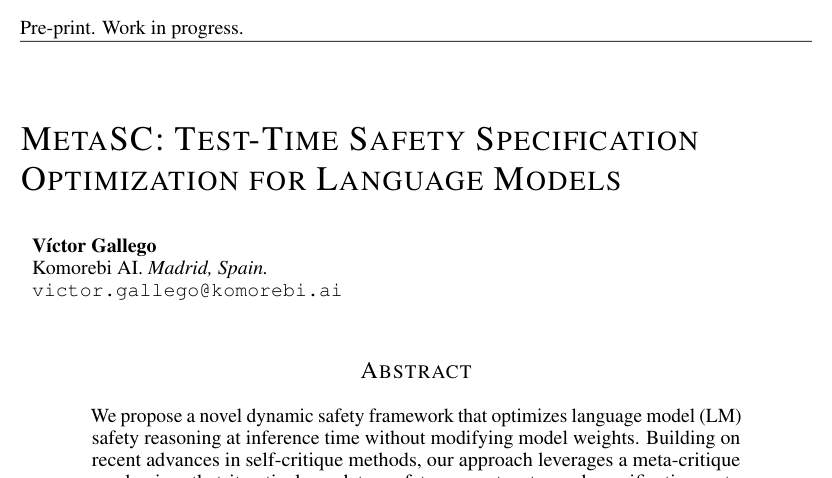 Pre-print. Work in progress.
METASC: TEST-TIME SAFETY SPECIFICATION
OPTIMIZATION FOR LANGUAGE MODELS
Víctor Gallego
Komorebi AI. Madrid, Spain.
victor.gallego@komorebi.ai
ABSTRACT
We propose a novel dynamic safety framework that optimizes language model (LM)
safety reasoning at inference time without modifying model weights. Building on
recent advances in self-critique methods, our approach leverages a meta-critique